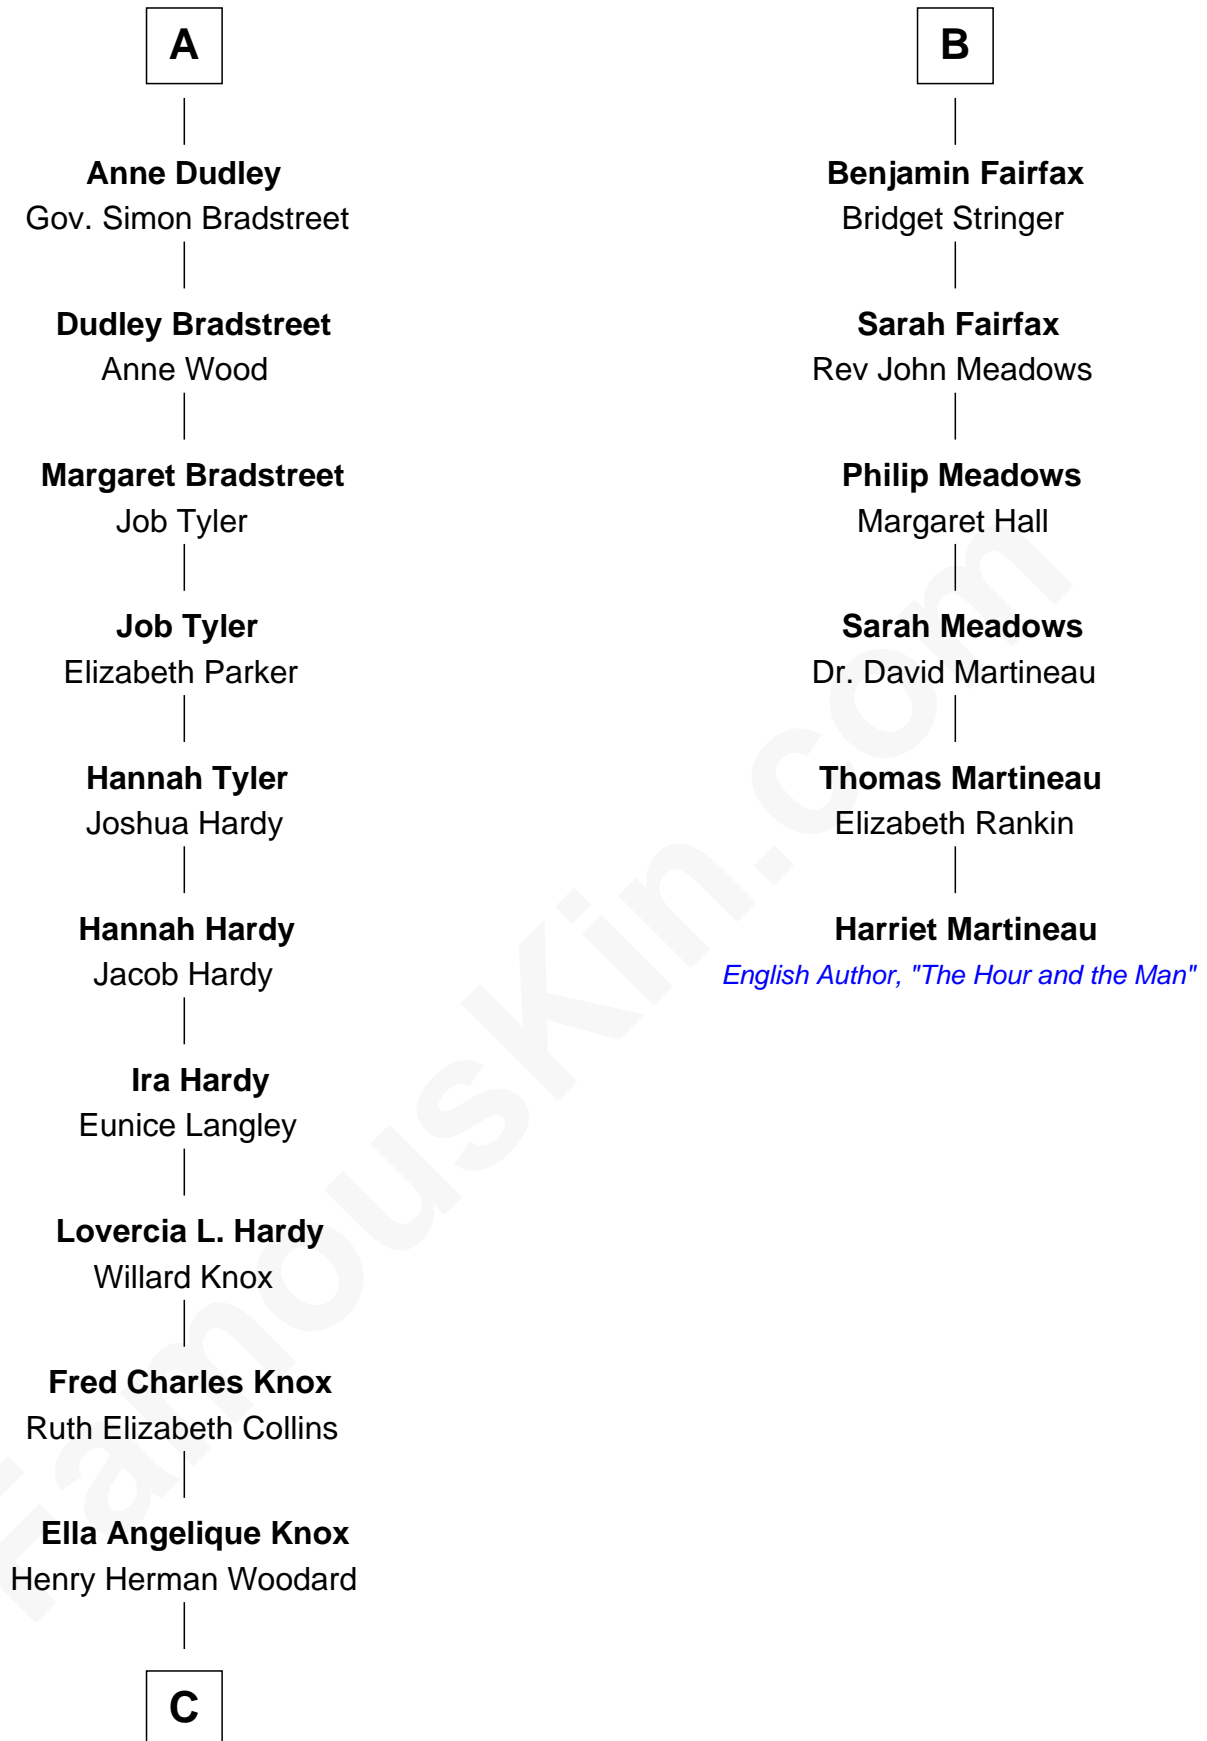 A
Anne Dudley
Gov. Simon Bradstreet
Dudley Bradstreet
Anne Wood
Margaret Bradstreet
Job Tyler
Job Tyler
Elizabeth Parker
Hannah Tyler
Joshua Hardy
Hannah Hardy
Jacob Hardy
Ira Hardy
Eunice Langley
Lovercia L. Hardy
Willard Knox
Fred Charles Knox
Ruth Elizabeth Collins
Ella Angelique Knox
Henry Herman Woodard
C
B
Benjamin Fairfax
Bridget Stringer
Sarah Fairfax
Rev John Meadows
Philip Meadows
Margaret Hall
Sarah Meadows
Dr. David Martineau
Thomas Martineau
Elizabeth Rankin
Harriet Martineau
English Author, "The Hour and the Man"
FamousKin.com